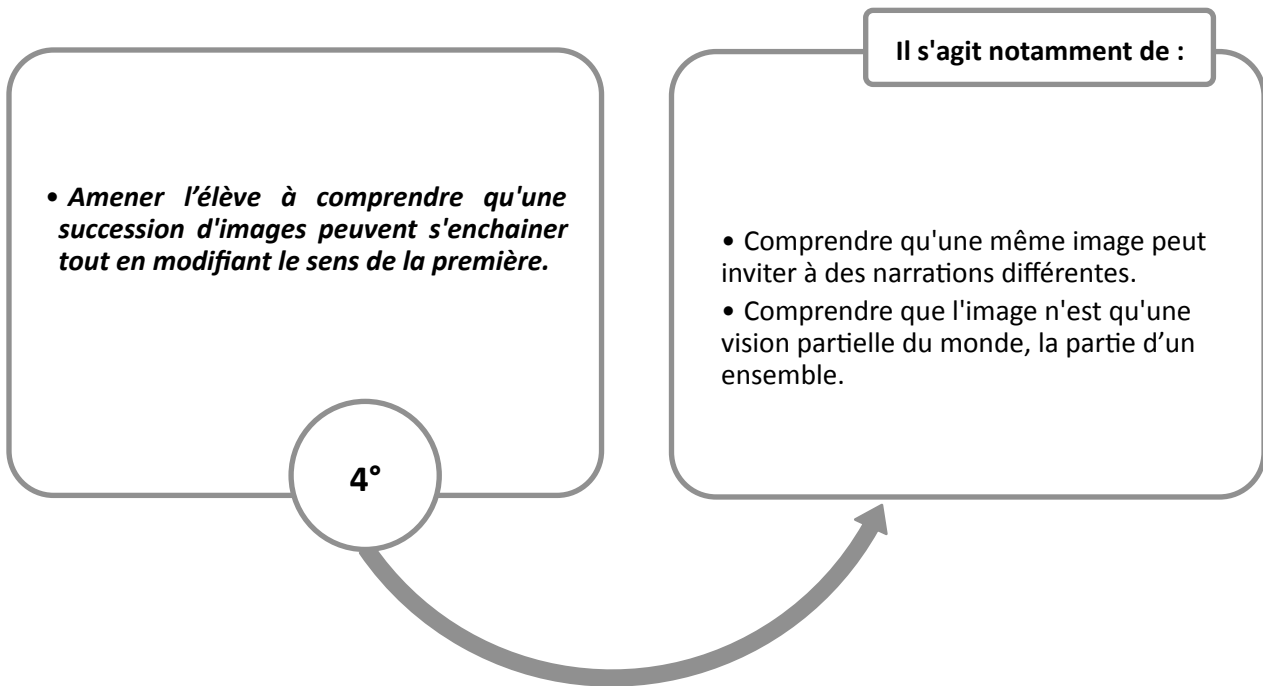 • Amener l’élève à comprendre qu'une
succession d'images peuvent s'enchainer
tout en modifiant le sens de la première.
4°
Il s'agit notamment de :
• Comprendre qu'une même image peut
inviter à des narrations différentes.
• Comprendre que l'image n'est qu'une
vision partielle du monde, la partie d’un
ensemble.